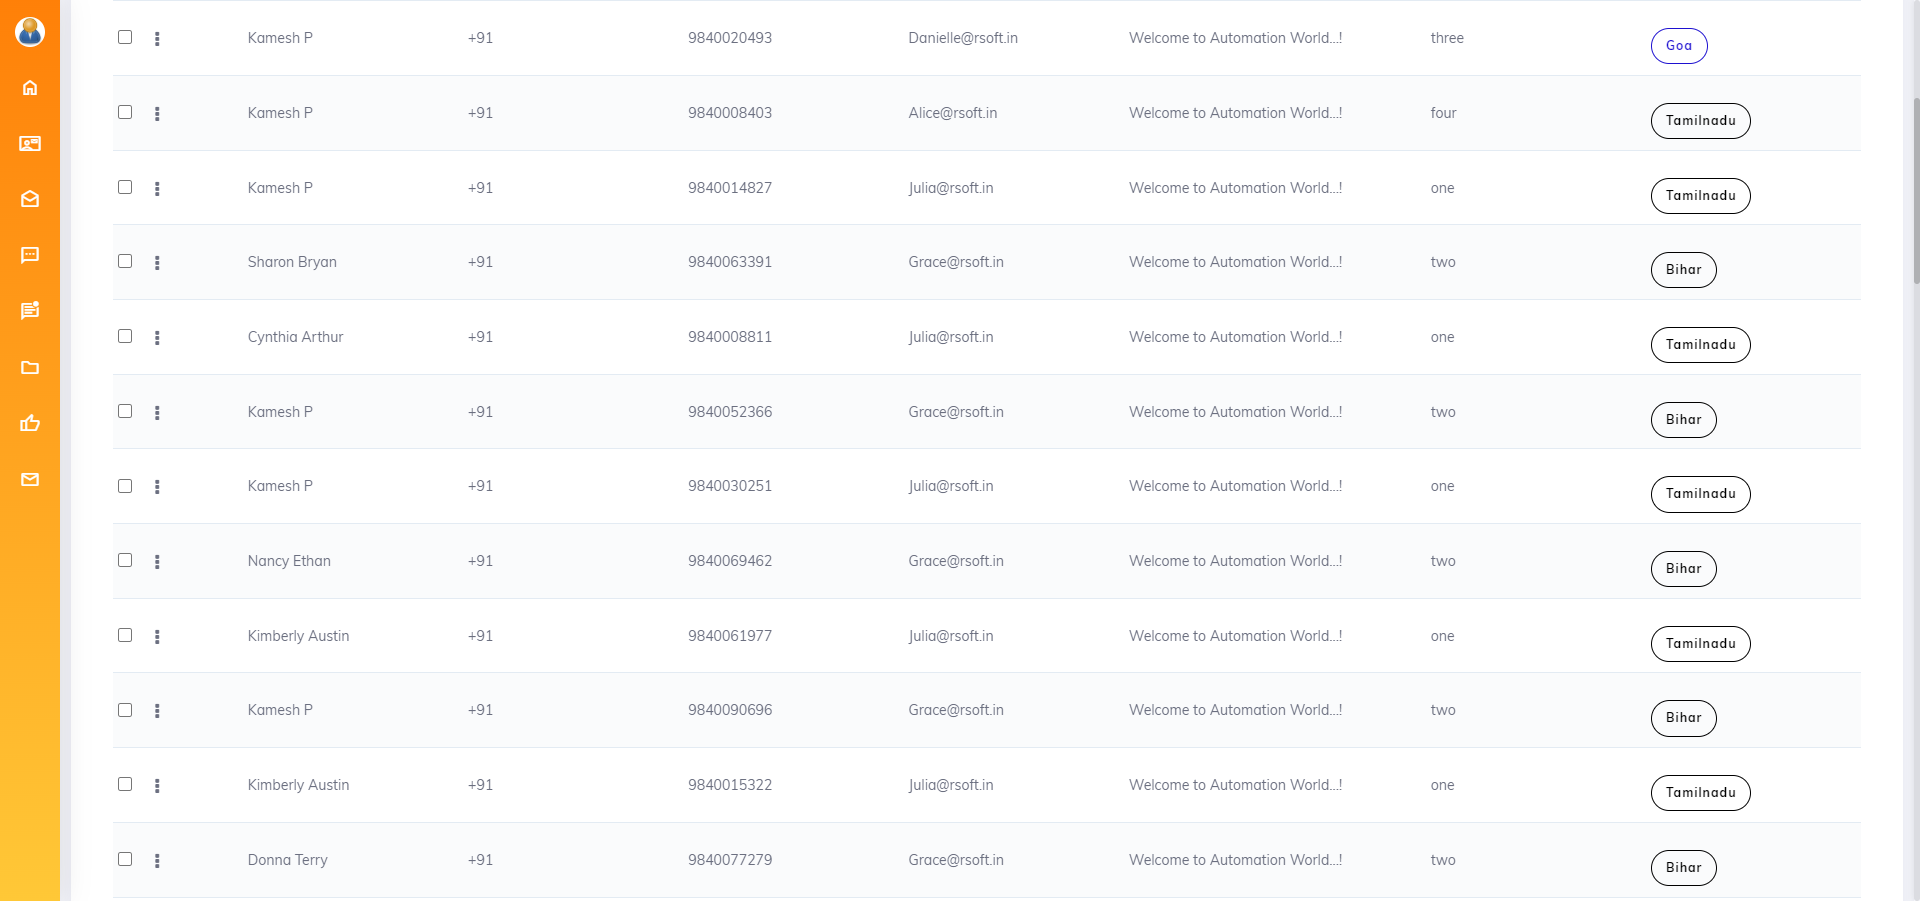 Kamesh P +91 9840020493 Danielle@rsoft.in Welcome to Automation World...! three Goa
Kamesh P +91 9840008403 Alice@rsoft.in Welcome to Automation World...! four Tamilnadu
Kamesh P +91 9840014827 Julia@rsoft.in Welcome to Automation World...! one Tamilnadu
Sharon Bryan +91 9840063391 Grace@rsoft.in Welcome to Automation World...! two Bihar
Cynthia Arthur +91 9840008811 Julia@rsoft.in Welcome to Automation World...! one Tamilnadu
Kamesh P +91 9840052366 Grace@rsoft.in Welcome to Automation World...! two Bihar
Kamesh P +91 9840030251 Julia@rsoft.in Welcome to Automation World...! one Tamilnadu
Nancy Ethan +91 9840069462 Grace@rsoft.in Welcome to Automation World...! two Bihar
Kimberly Austin +91 9840061977 Julia@rsoft.in Welcome to Automation World...! one Tamilnadu
Kamesh P +91 9840090696 Grace@rsoft.in Welcome to Automation World...! two Bihar
Kimberly Austin +91 9840015322 Julia@rsoft.in Welcome to Automation World...! one Tamilnadu
Donna Terry +91 9840077279 Grace@rsoft.in Welcome to Automation World...! two Bihar